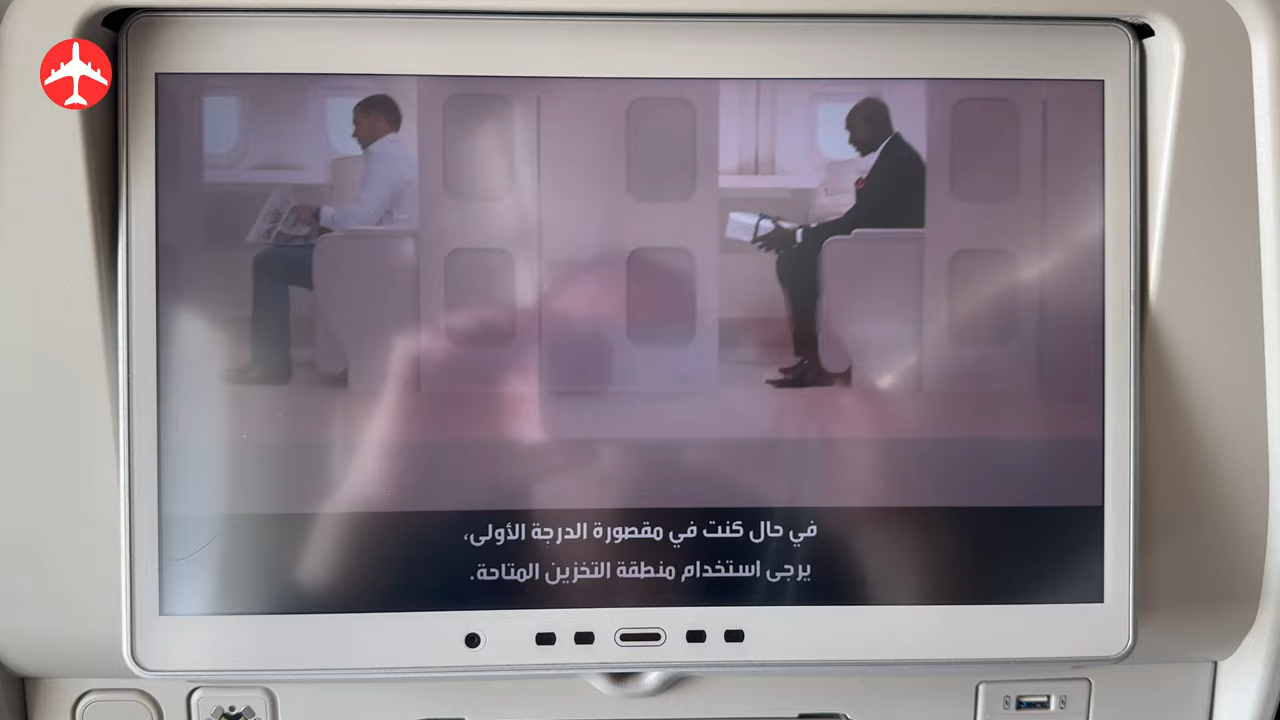 في حال كنت في مقصورة الدرجة الأولى،
يرجى استخدام منطقة التخزين المتاحة.